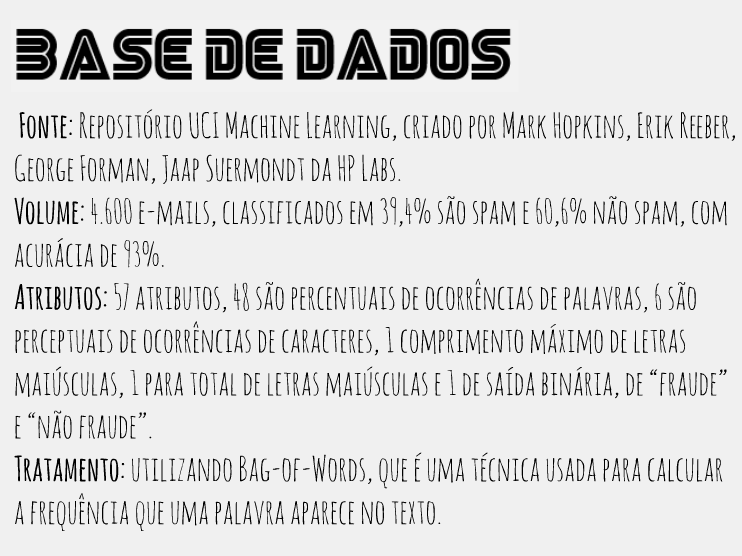 BASE DE DADOS
Fonte: Repositório UCI Machine Learning, criado por Mark Hopkins, Erik Reeber,
George Forman, Jaap Suermondt da HP Labs.
Volume: 4.600 e-mails, classificados em 39,4% são spam e 60,6% não spam, com
acurácia de 93%.
Atributos: 57 atributos, 48 são percentuais de ocorrências de palavras, 6 são
perceptuais de ocorrências de caracteres, 1 comprimento máximo de letras
maiúsculas, 1 para total de letras maiúsculas e 1 de saída binária, de “fraude”
e “não fraude”.
Tratamento: utilizando Bag-of-Words, que é uma técnica usada para calcular
a frequência que uma palavra aparece no texto.